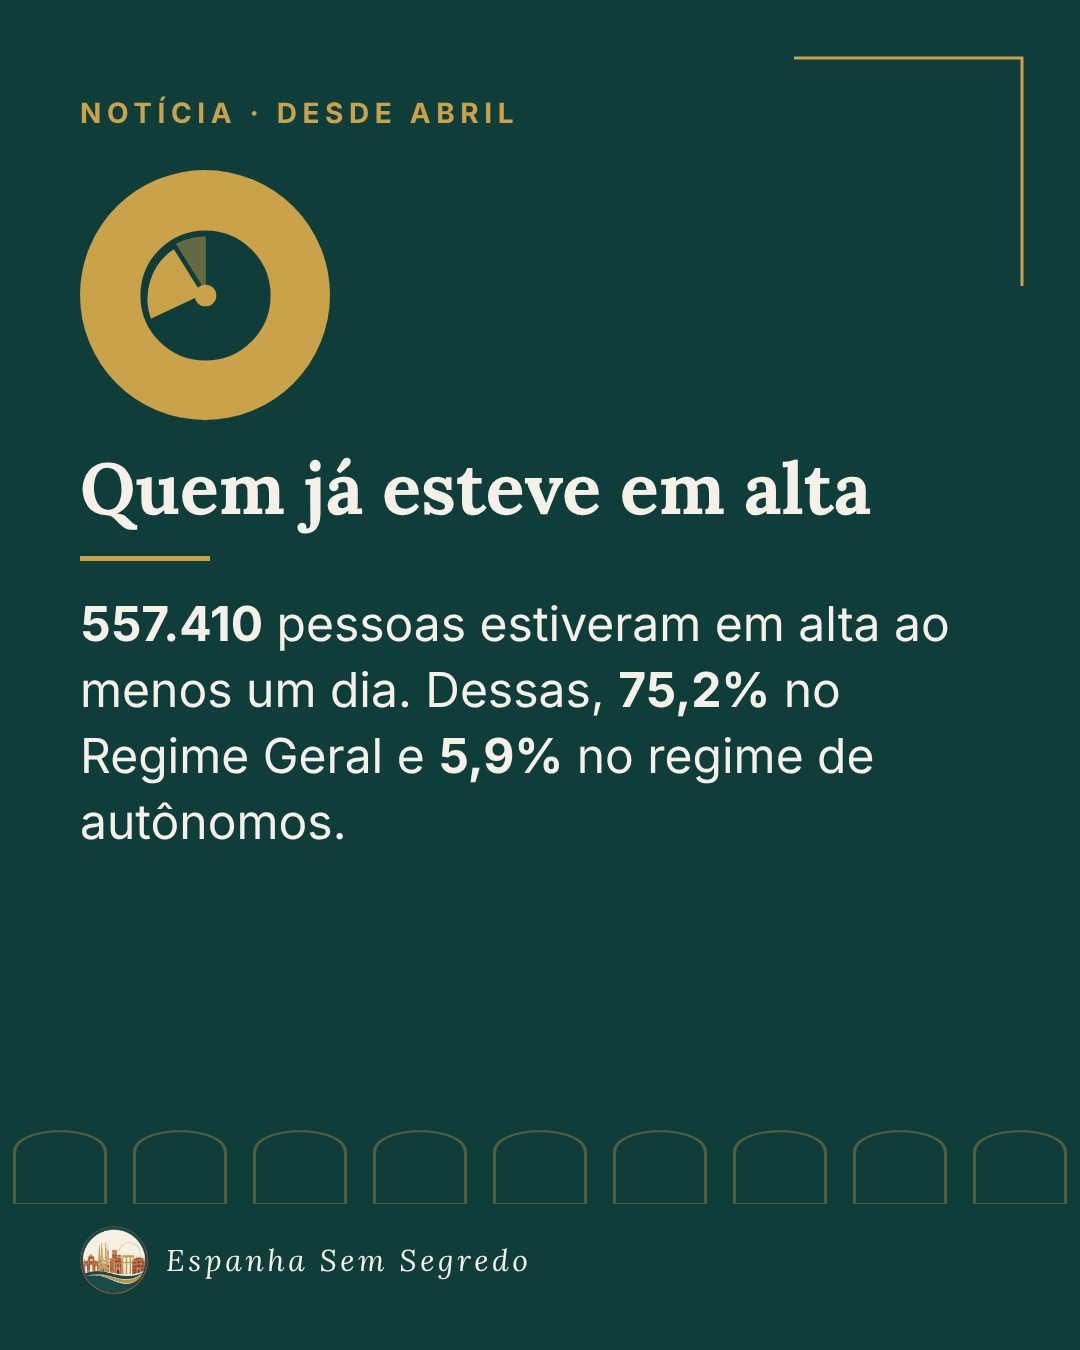 NOTÍCIA · DESDE ABRIL
Quem já esteve em alta
557.410 pessoas estiveram em alta ao
menos um dia. Dessas, 75,2% no
Regime Geral e 5,9% no regime de
autônomos.
Espanha Sem Segredo